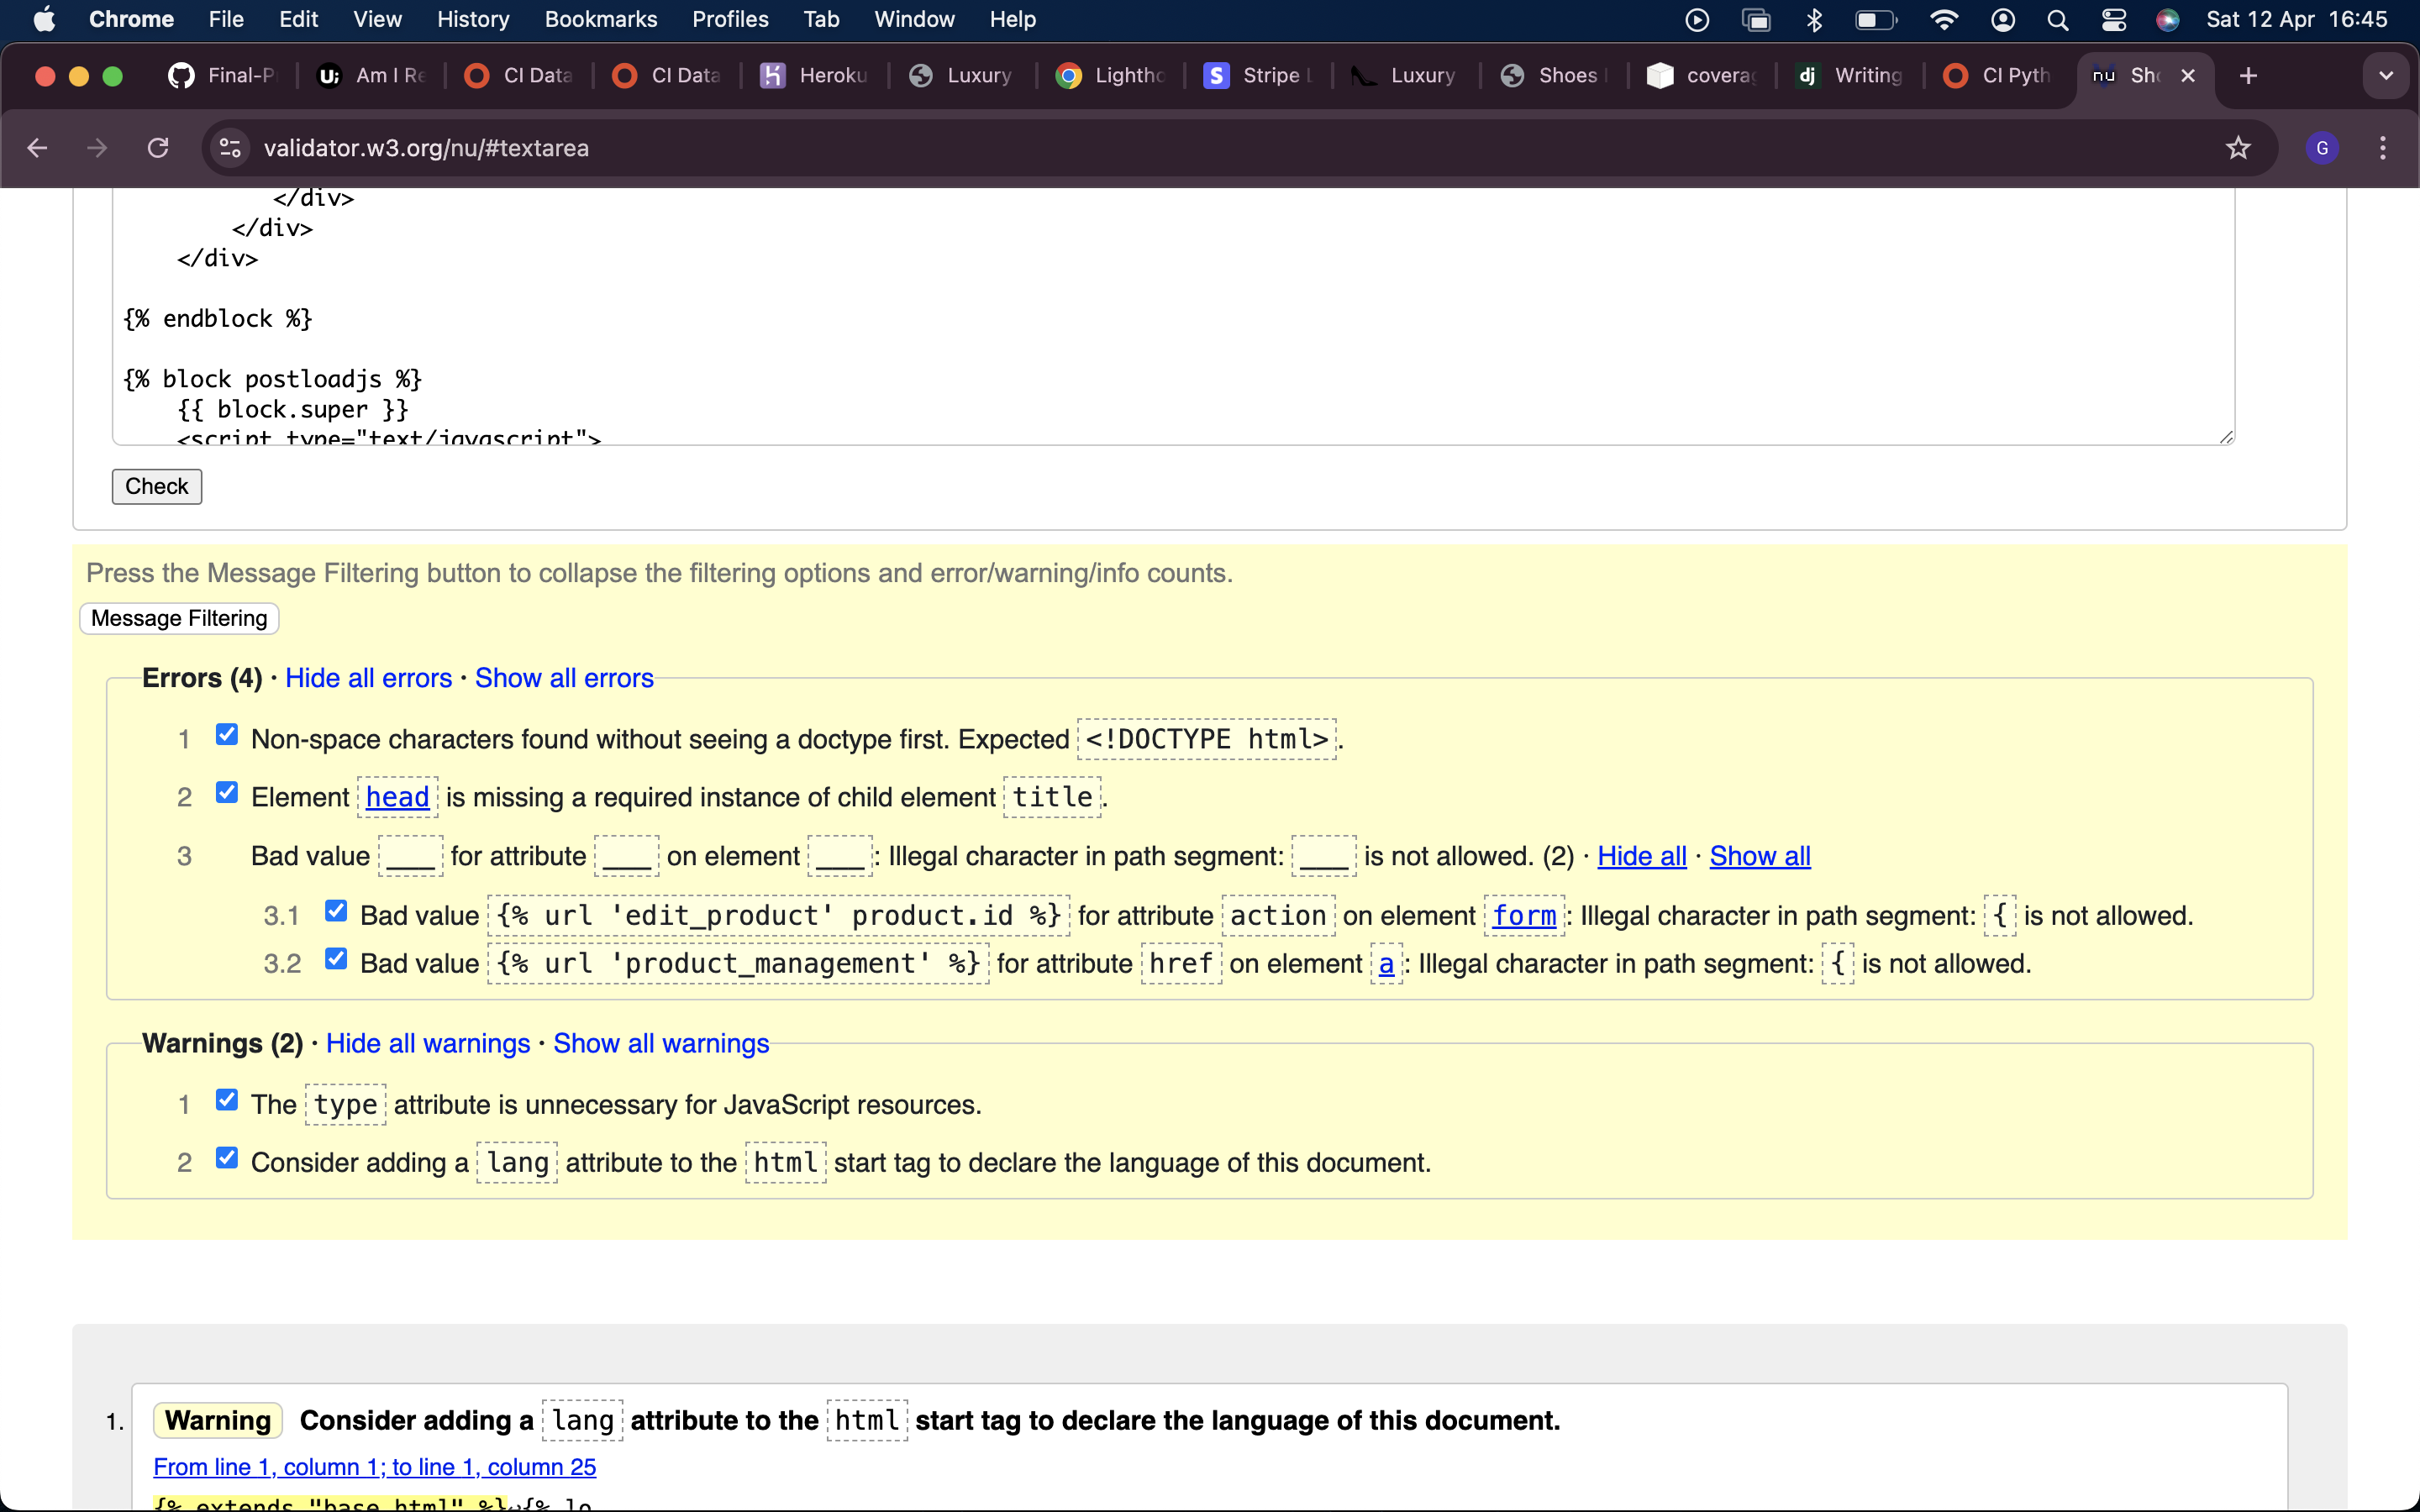 Chrome File Edit View History Bookmarks Profiles Tab Window Help Sat 12 Apr 16:45
Final-P Am I Re CI Data CI Data Heroku Luxury Lightho Stripe Luxury Shoes coverag Writing CI Pyth Sho
validator.w3.org/nu/#textarea G
</div>
</div>
</div>
{% endblock %}
{% block postloadjs %}
{{ block.super }}
<script type="text/javascript">
Check
Press the Message Filtering button to collapse the filtering options and error/warning/info counts.
Message Filtering
Errors (4) · Hide all errors · Show all errors
1 Non-space characters found without seeing a doctype first. Expected <!DOCTYPE html>.
2 Element head is missing a required instance of child element title.
3 Bad value ___ for attribute ___ on element ___: Illegal character in path segment: ___ is not allowed. (2) · Hide all · Show all
3.1 Bad value {% url 'edit_product' product.id %} for attribute action on element form: Illegal character in path segment: { is not allowed.
3.2 Bad value {% url 'product_management' %} for attribute href on element a: Illegal character in path segment: { is not allowed.
Warnings (2) · Hide all warnings · Show all warnings
1 The type attribute is unnecessary for JavaScript resources.
2 Consider adding a lang attribute to the html start tag to declare the language of this document.
1. Warning Consider adding a lang attribute to the html start tag to declare the language of this document.
From line 1, column 1; to line 1, column 25
{% extends "base.html" %}↩{% lo